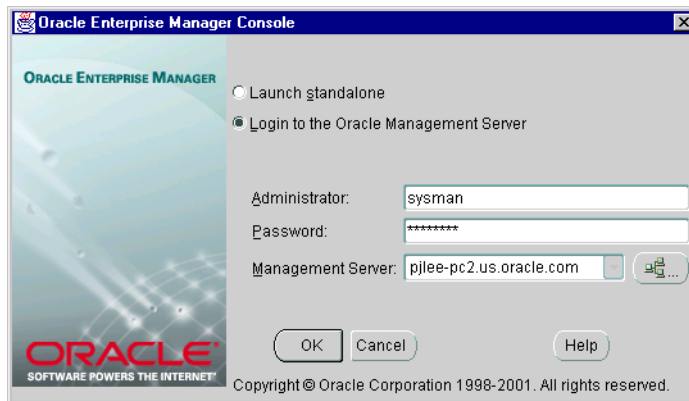 Oracle Enterprise Manager Console
ORACLE ENTERPRISE MANAGER
Launch standalone
Login to the Oracle Management Server
Administrator: sysman
Password: ********
Management Server: pjlee-pc2.us.oracle.com ...
OK Cancel Help
ORACLE®
SOFTWARE POWERS THE INTERNET™
Copyright © Oracle Corporation 1998-2001. All rights reserved.